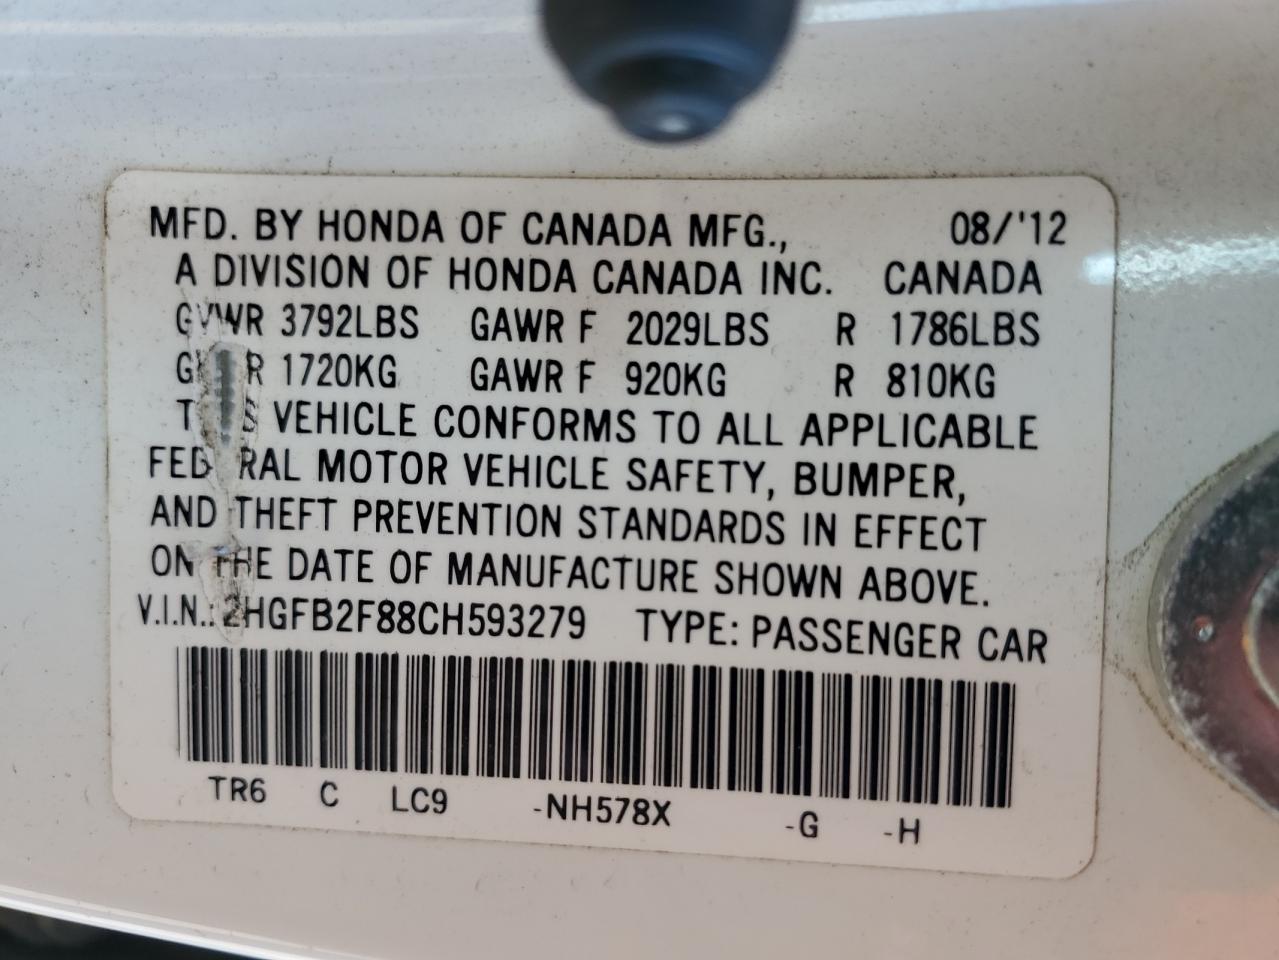 MFD. BY HONDA OF CANADA MFG., 08/'12
A DIVISION OF HONDA CANADA INC. CANADA
GVWR 3792LBS GAWR F 2029LBS R 1786LBS
1720KG GAWR F 920KG R 810KG
VEHICLE CONFORMS TO ALL APPLICABLE
FEDERAL MOTOR VEHICLE SAFETY, BUMPER,
AND THEFT PREVENTION STANDARDS IN EFFECT
ON THE DATE OF MANUFACTURE SHOWN ABOVE.
V.I.N.: 2HGFB2F88CH593279 TYPE: PASSENGER CAR
TR6 C LC9 -NH578X -G -H